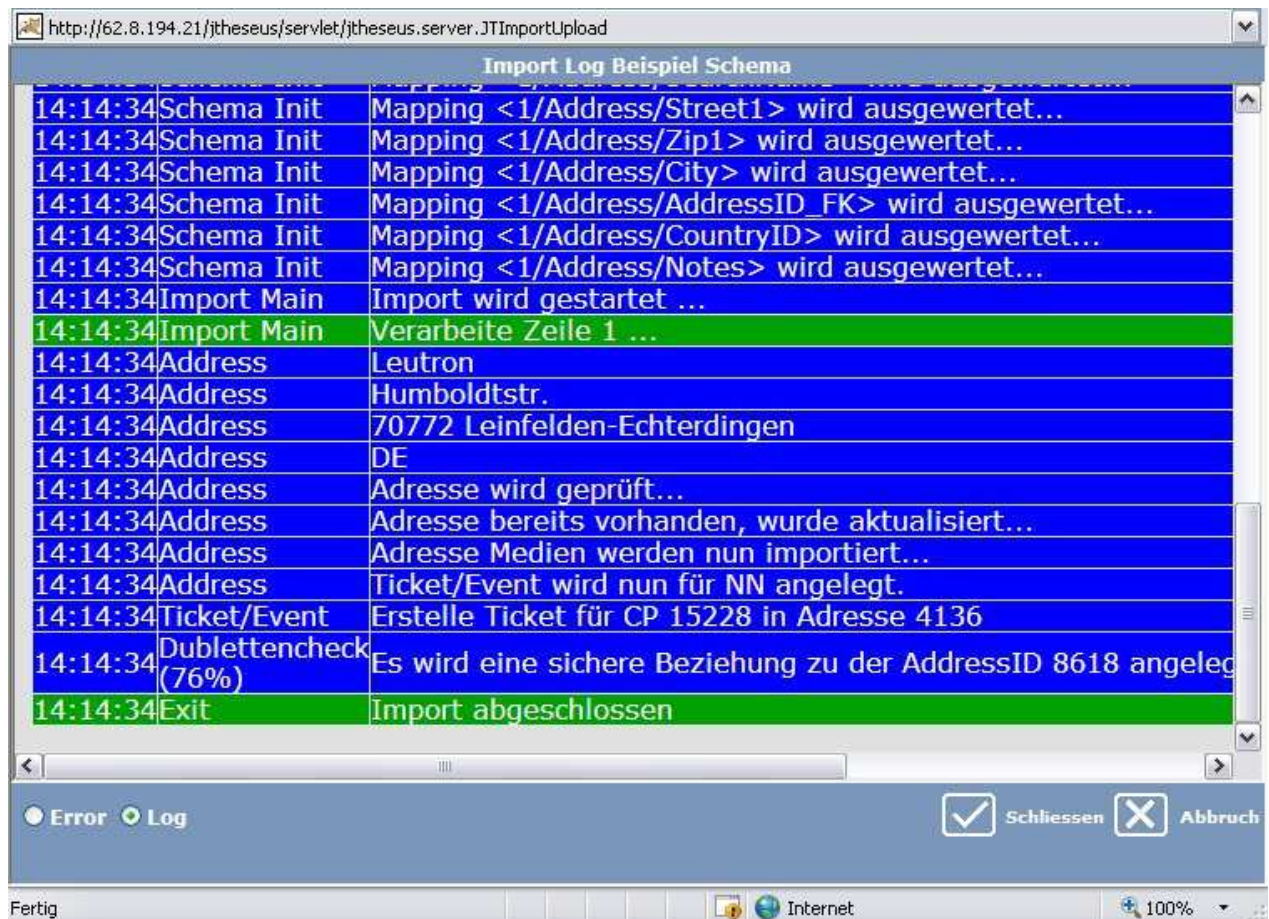 http://62.8.194.21/jtheseus/servlet/jtheseus.server.JTImportUpload
Import Log Beispiel Schema
14:14:34 Schema Init Mapping <1/Address/Street1> wird ausgewertet...
14:14:34 Schema Init Mapping <1/Address/Zip1> wird ausgewertet...
14:14:34 Schema Init Mapping <1/Address/City> wird ausgewertet...
14:14:34 Schema Init Mapping <1/Address/AddressID_FK> wird ausgewertet...
14:14:34 Schema Init Mapping <1/Address/CountryID> wird ausgewertet...
14:14:34 Schema Init Mapping <1/Address/Notes> wird ausgewertet...
14:14:34 Import Main Import wird gestartet ...
14:14:34 Import Main Verarbeite Zeile 1 ...
14:14:34 Address Leutron
14:14:34 Address Humboldtstr.
14:14:34 Address 70772 Leinfelden-Echterdingen
14:14:34 Address DE
14:14:34 Address Adresse wird geprüft...
14:14:34 Address Adresse bereits vorhanden, wurde aktualisiert...
14:14:34 Address Adresse Medien werden nun importiert...
14:14:34 Address Ticket/Event wird nun für NN angelegt.
14:14:34 Ticket/Event Erstelle Ticket für CP 15228 in Adresse 4136
14:14:34 Dublettencheck (76%) Es wird eine sichere Beziehung zu der AddressID 8618 angeleg
14:14:34 Exit Import abgeschlossen
Error Log Schliessen Abbruch
Fertig Internet 100%